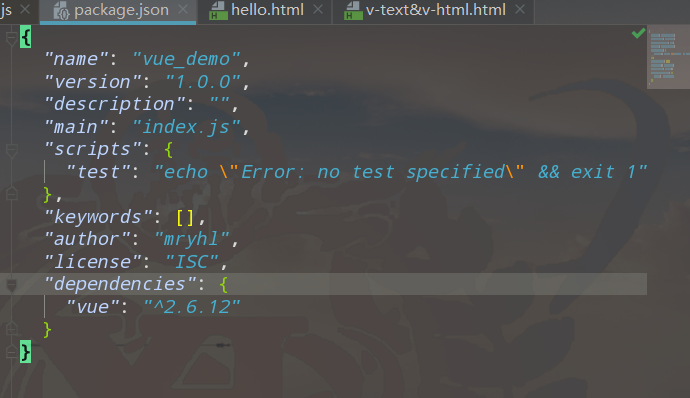 js package.json hello.html v-text&v-html.html
{
"name": "vue_demo",
"version": "1.0.0",
"description": "",
"main": "index.js",
"scripts": {
"test": "echo \"Error: no test specified\" && exit 1"
},
"keywords": [],
"author": "mryhl",
"license": "ISC",
"dependencies": {
"vue": "^2.6.12"
}
}